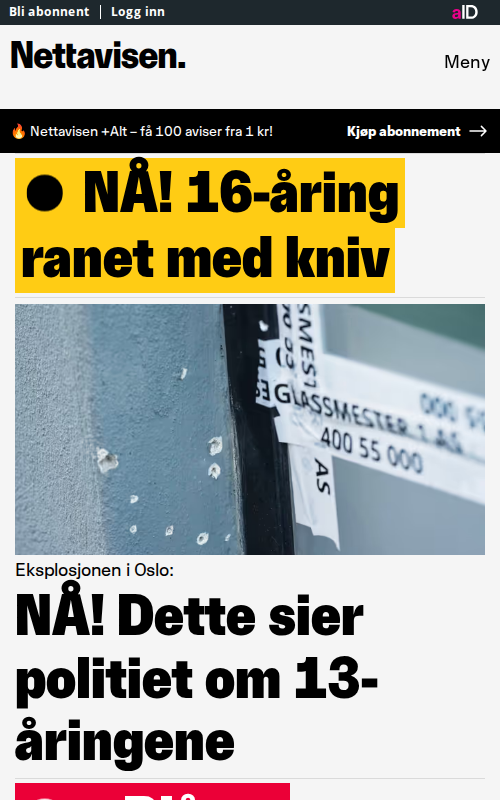 Bli abonnent | Logg inn
aID
Nettavisen.
Meny
🔥 Nettavisen +Alt – få 100 aviser fra 1 kr!
Kjøp abonnement →
NÅ! 16-åring
ranet med kniv
GLASSMESTER 1 AS
400 55 000
AS
Eksplosjonen i Oslo:
NÅ! Dette sier
politiet om 13-
åringene